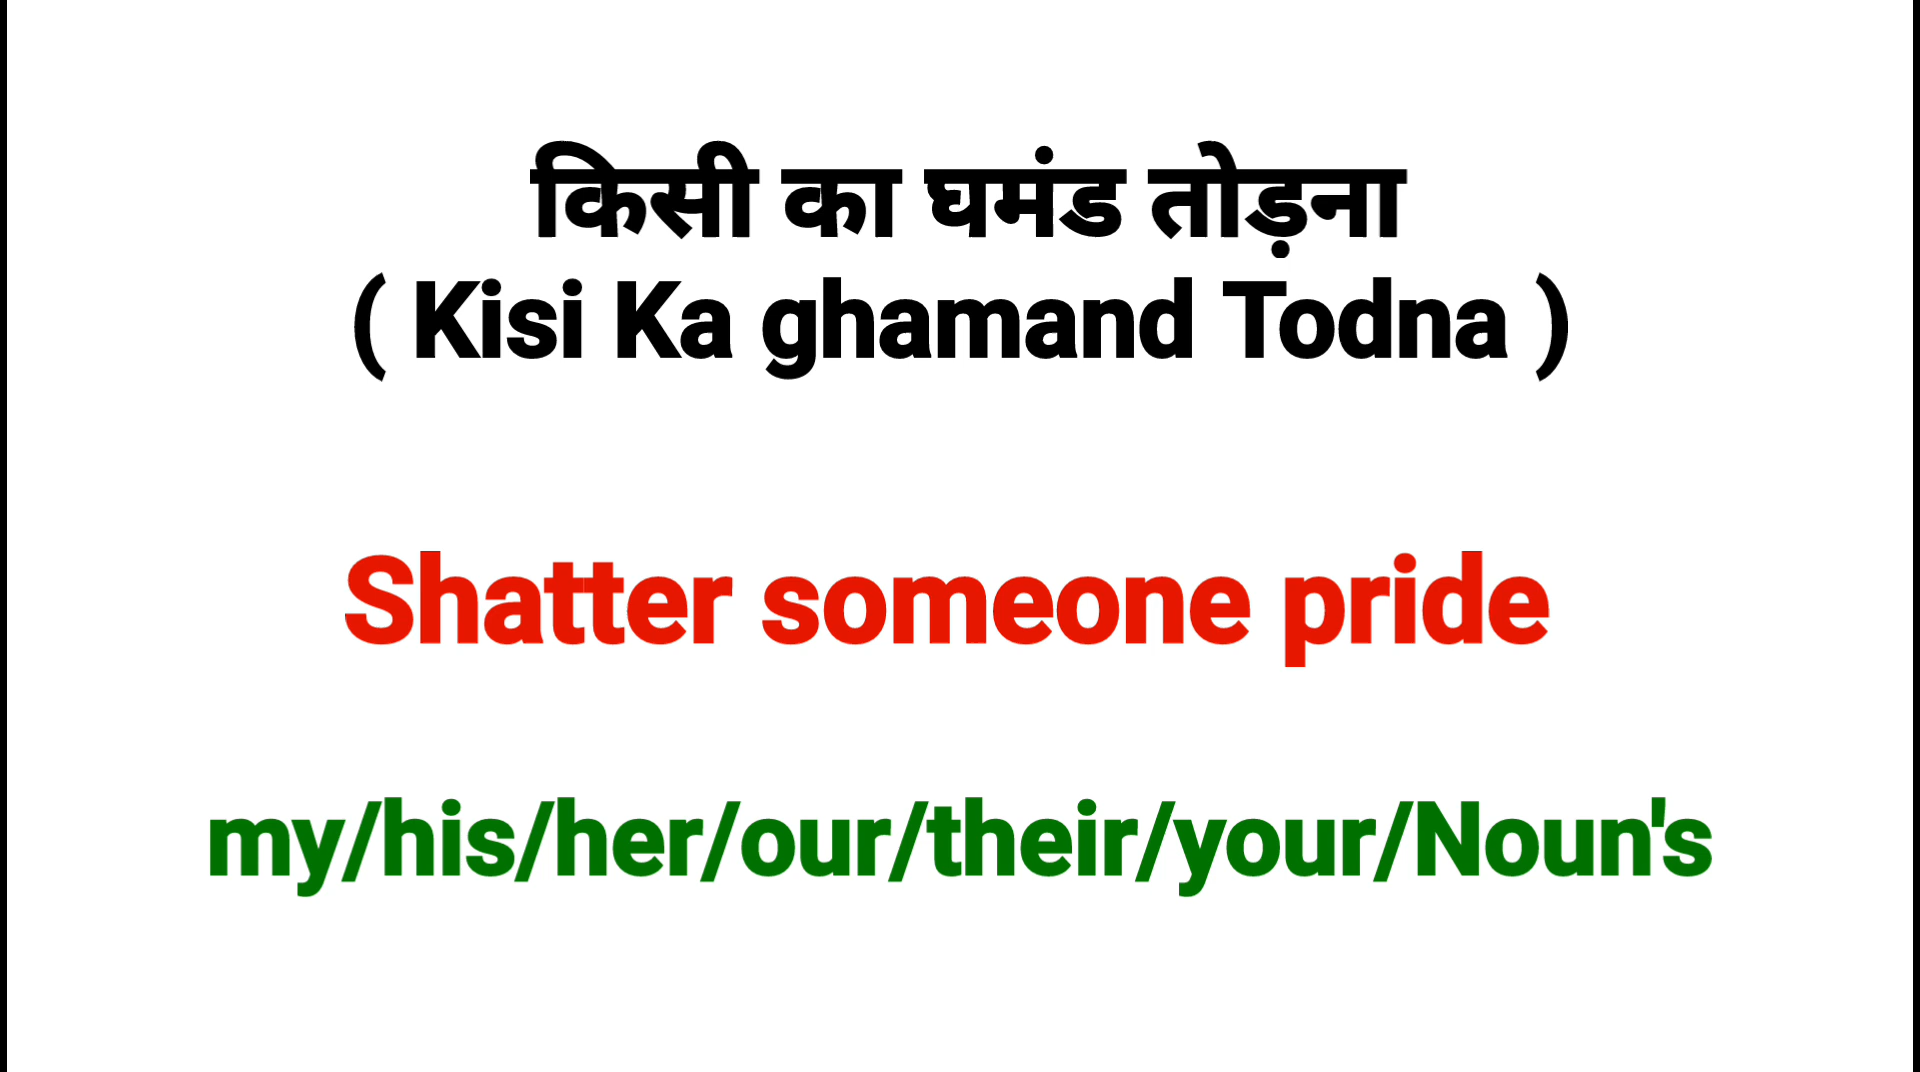 किसी का घमंड तोड़ना
( Kisi Ka ghamand Todna )
Shatter someone pride
my/his/her/our/their/your/Noun's